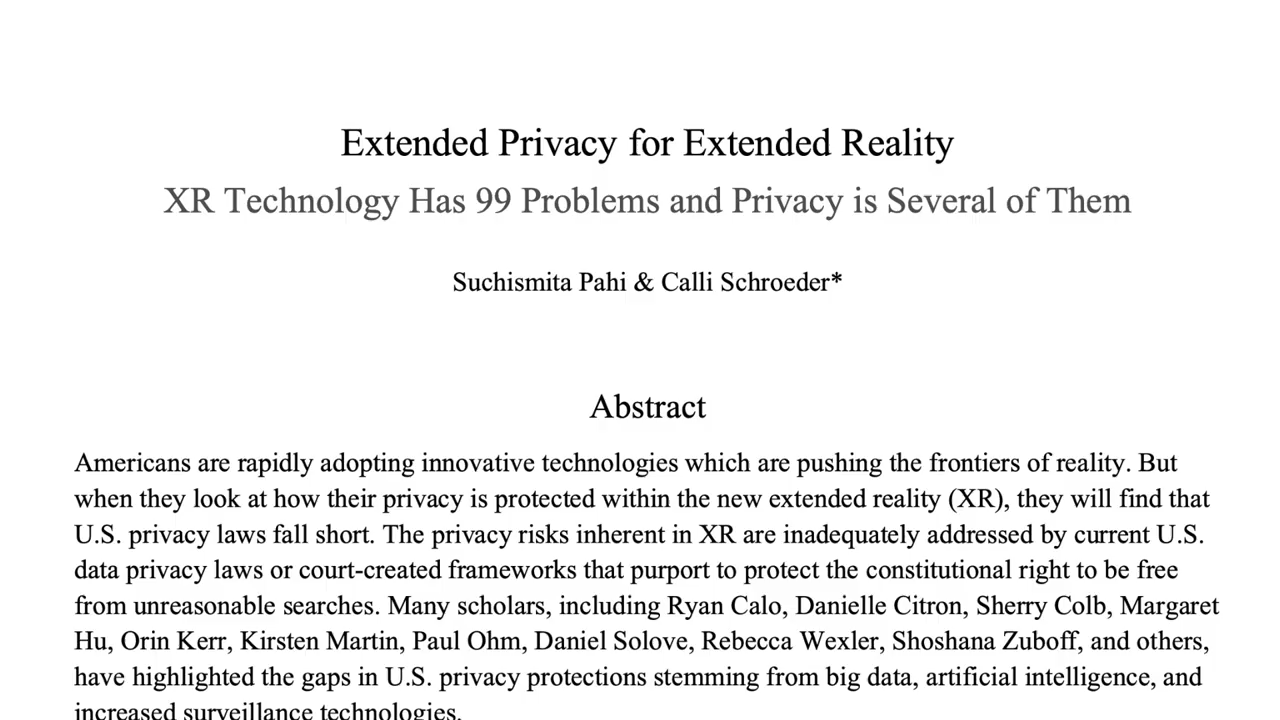 Extended Privacy for Extended Reality
XR Technology Has 99 Problems and Privacy is Several of Them
Suchismita Pahi & Calli Schroeder*
Abstract
Americans are rapidly adopting innovative technologies which are pushing the frontiers of reality. But
when they look at how their privacy is protected within the new extended reality (XR), they will find that
U.S. privacy laws fall short. The privacy risks inherent in XR are inadequately addressed by current U.S.
data privacy laws or court-created frameworks that purport to protect the constitutional right to be free
from unreasonable searches. Many scholars, including Ryan Calo, Danielle Citron, Sherry Colb, Margaret
Hu, Orin Kerr, Kirsten Martin, Paul Ohm, Daniel Solove, Rebecca Wexler, Shoshana Zuboff, and others,
have highlighted the gaps in U.S. privacy protections stemming from big data, artificial intelligence, and
increased surveillance technologies.